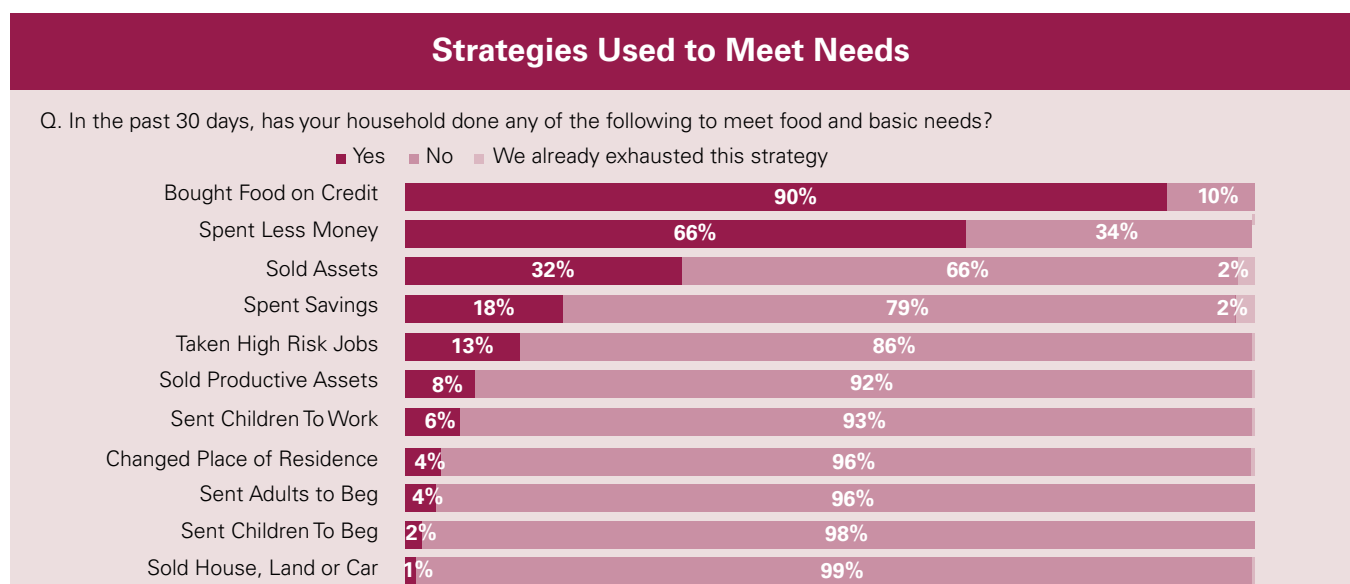 Strategies Used to Meet Needs
Q. In the past 30 days, has your household done any of the following to meet food and basic needs?
Yes No We already exhausted this strategy
Bought Food on Credit 90% 10%
Spent Less Money 66% 34%
Sold Assets 32% 66% 2%
Spent Savings 18% 79% 2%
Taken High Risk Jobs 13% 86%
Sold Productive Assets 8% 92%
Sent Children To Work 6% 93%
Changed Place of Residence 4% 96%
Sent Adults to Beg 4% 96%
Sent Children To Beg 2% 98%
Sold House, Land or Car 1% 99%